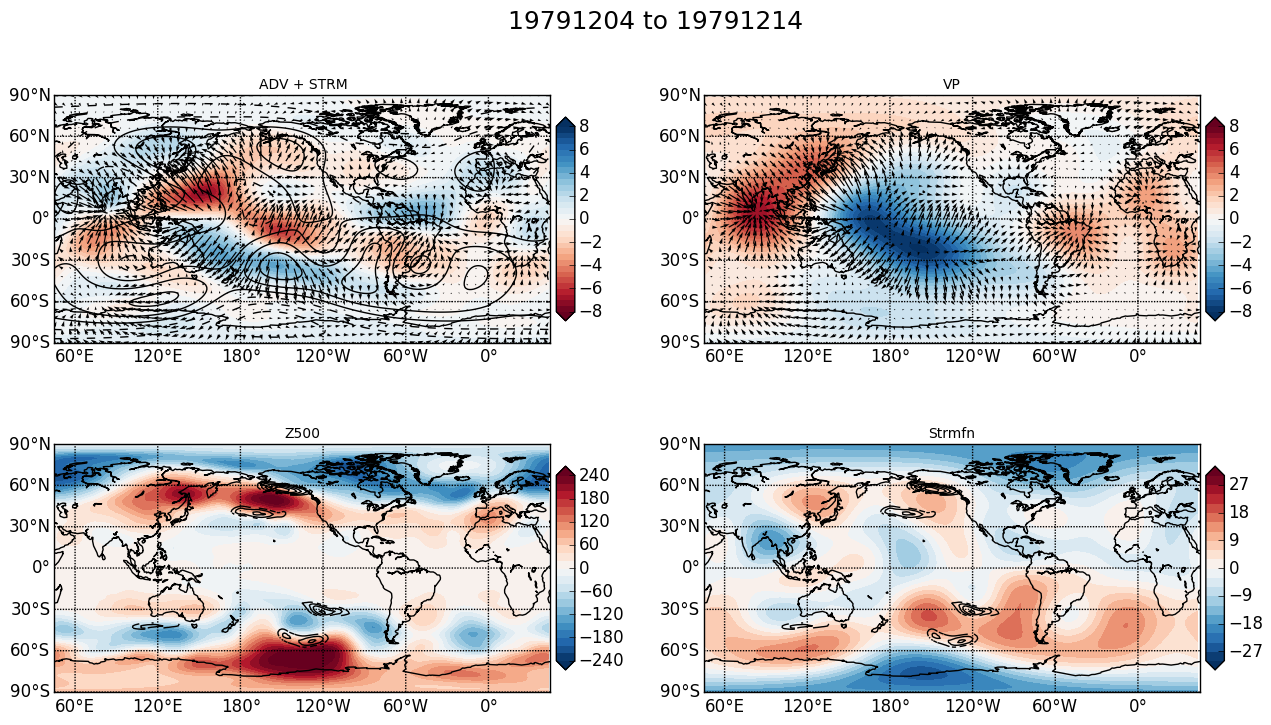 19791204 to 19791214
ADV + STRM
90°N
60°N
30°N
0°
30°S
60°S
90°S
60°E 120°E 180° 120°W 60°W 0°
8
6
4
2
0
−2
−4
−6
−8
VP
90°N
60°N
30°N
0°
30°S
60°S
90°S
60°E 120°E 180° 120°W 60°W 0°
8
6
4
2
0
−2
−4
−6
−8
Z500
90°N
60°N
30°N
0°
30°S
60°S
90°S
60°E 120°E 180° 120°W 60°W 0°
240
180
120
60
0
−60
−120
−180
−240
Strmfn
90°N
60°N
30°N
0°
30°S
60°S
90°S
60°E 120°E 180° 120°W 60°W 0°
27
18
9
0
−9
−18
−27